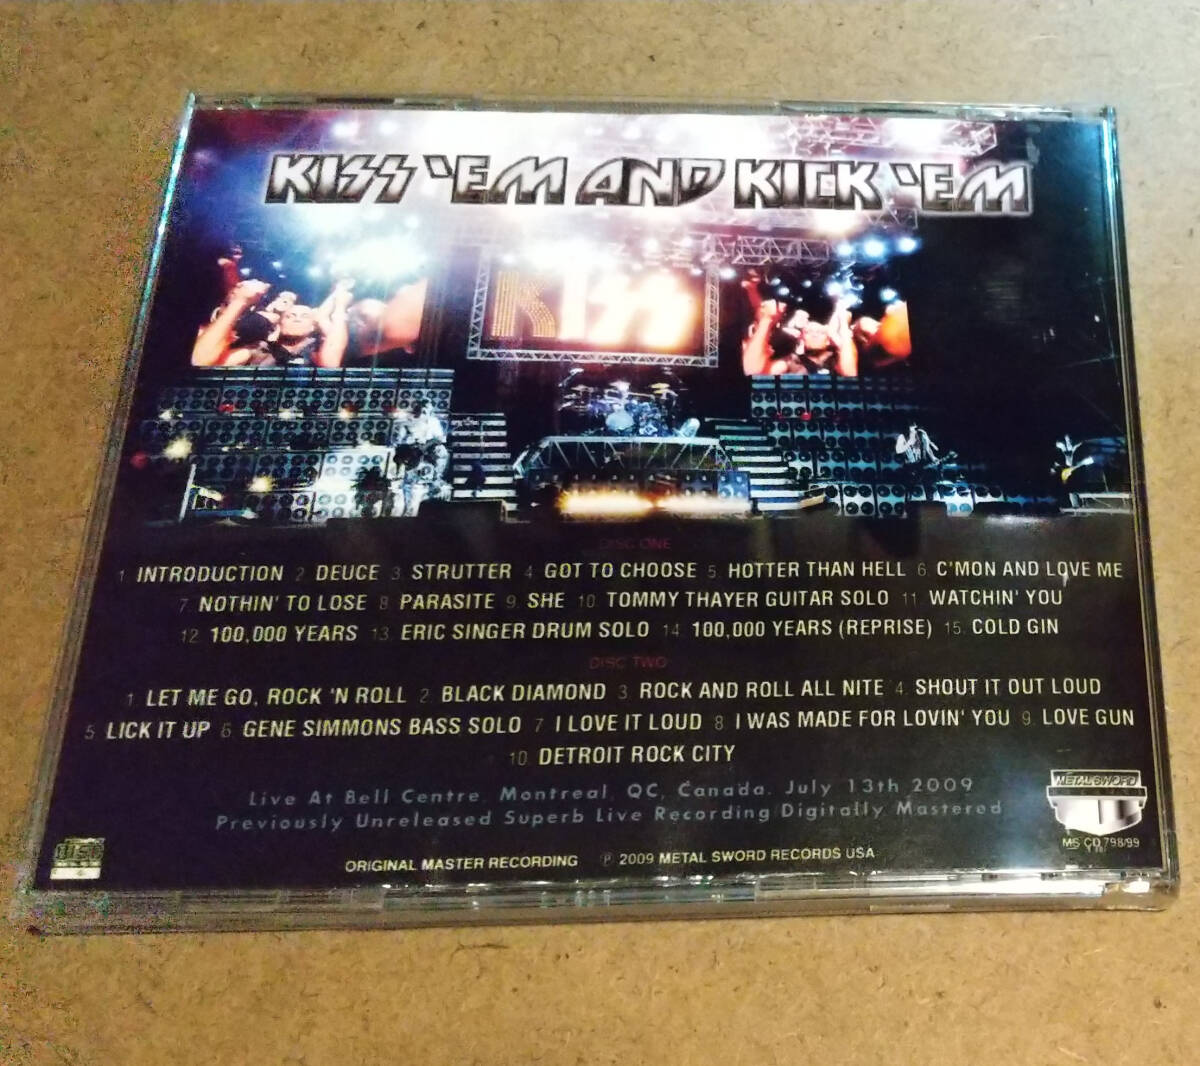 KISS 'EM AND KICK 'EM
KISS
DISC ONE
1 INTRODUCTION 2 DEUCE 3. STRUTTER 4 GOT TO CHOOSE 5. HOTTER THAN HELL 6. C'MON AND LOVE ME
7. NOTHIN' TO LOSE 8. PARASITE 9. SHE 10. TOMMY THAYER GUITAR SOLO 11. WATCHIN' YOU
12. 100,000 YEARS 13. ERIC SINGER DRUM SOLO 14. 100,000 YEARS (REPRISE) 15. COLD GIN
DISC TWO
1 LET ME GO, ROCK 'N ROLL 2. BLACK DIAMOND 3. ROCK AND ROLL ALL NITE 4. SHOUT IT OUT LOUD
5 LICK IT UP 6. GENE SIMMONS BASS SOLO 7 I LOVE IT LOUD 8. I WAS MADE FOR LOVIN' YOU 9. LOVE GUN
10. DETROIT ROCK CITY
Live At Bell Centre, Montreal, QC, Canada. July 13th 2009
Previously Unreleased Superb Live Recording Digitally Mastered
METAL SWORD
MS CD 798/99
ORIGINAL MASTER RECORDING ℗ 2009 METAL SWORD RECORDS USA